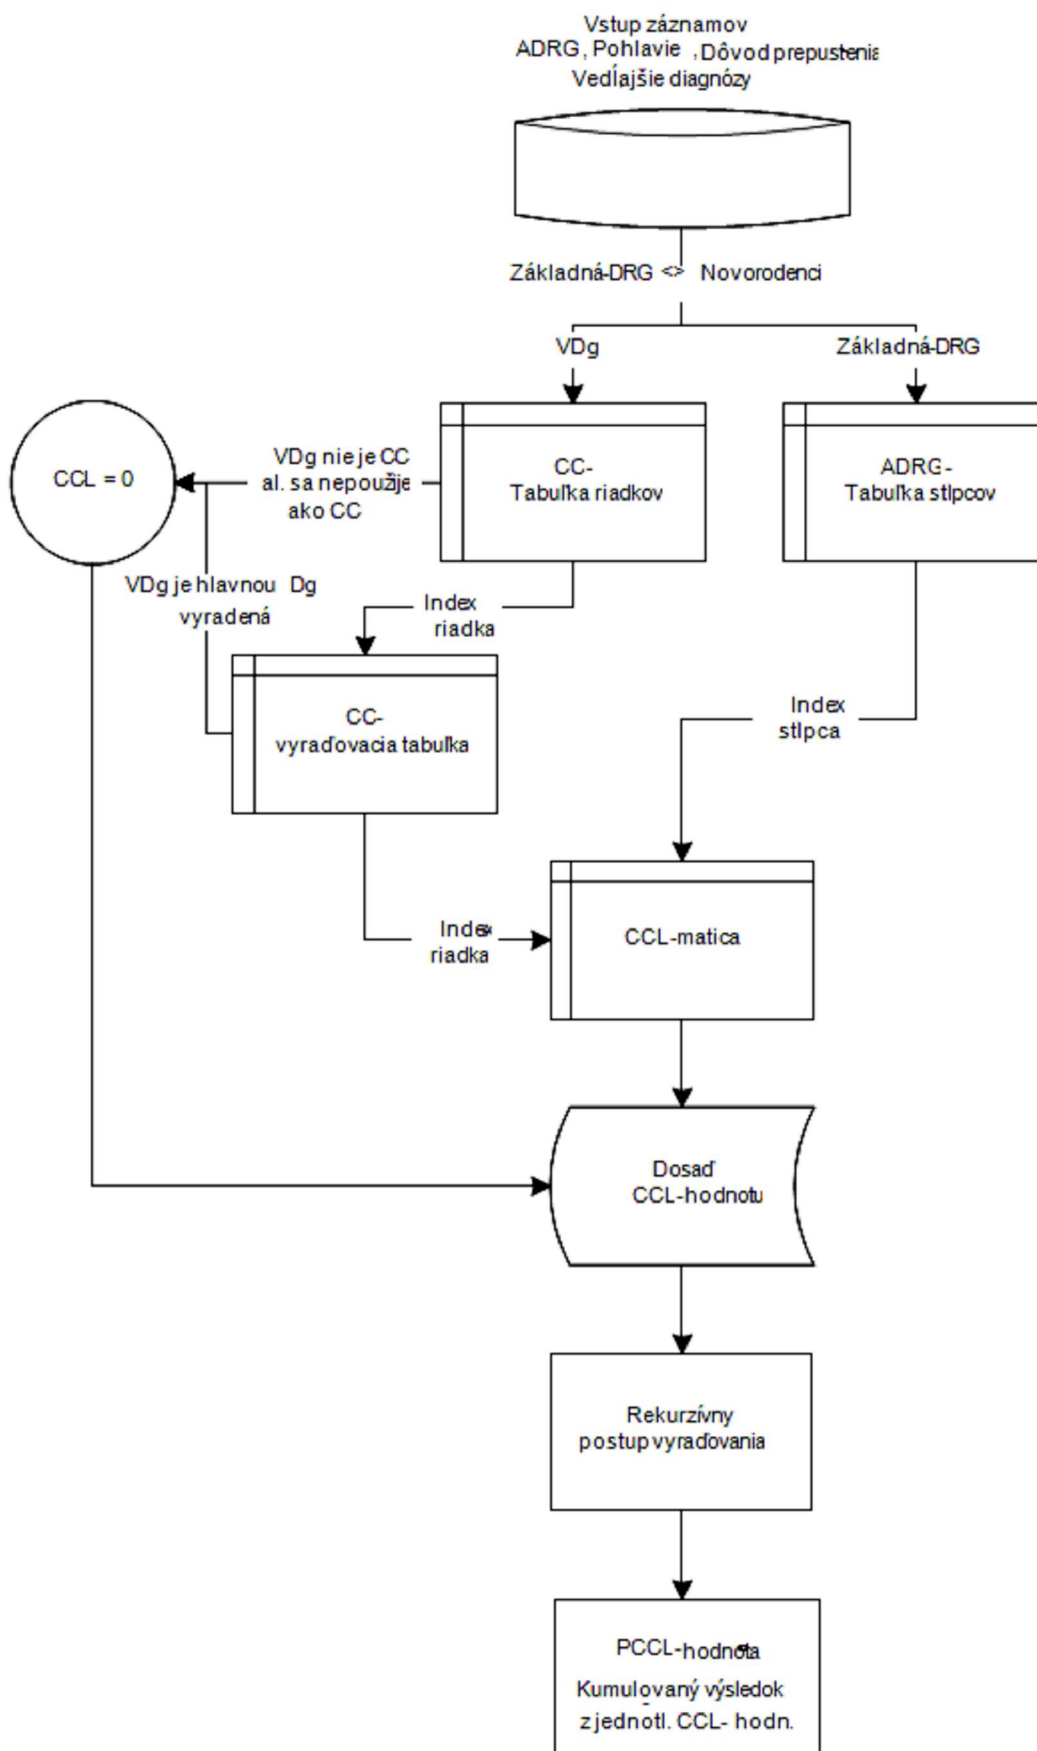 Vstup záznamov
ADRG, Pohlavie , Dôvod prepustenia
Vedľajšie diagnózy
Základná-DRG <> Novorodenci
VDg
Základná-DRG
CCL = 0
VDg nie je CC
al. sa nepoužije
ako CC
CC-
Tabuľka riadkov
ADRG-
Tabuľka stlpcov
VDg je hlavnou Dg
vyradená
Index
riadka
CC-
vyraďovacia tabuľka
Index
stlpca
Index
riadka
CCL-matica
Dosaď
CCL-hodnotu
Rekurzívny
postup vyraďovania
PCCL-hodnota
Kumulovaný výsledok
z jednotl. CCL- hodn.